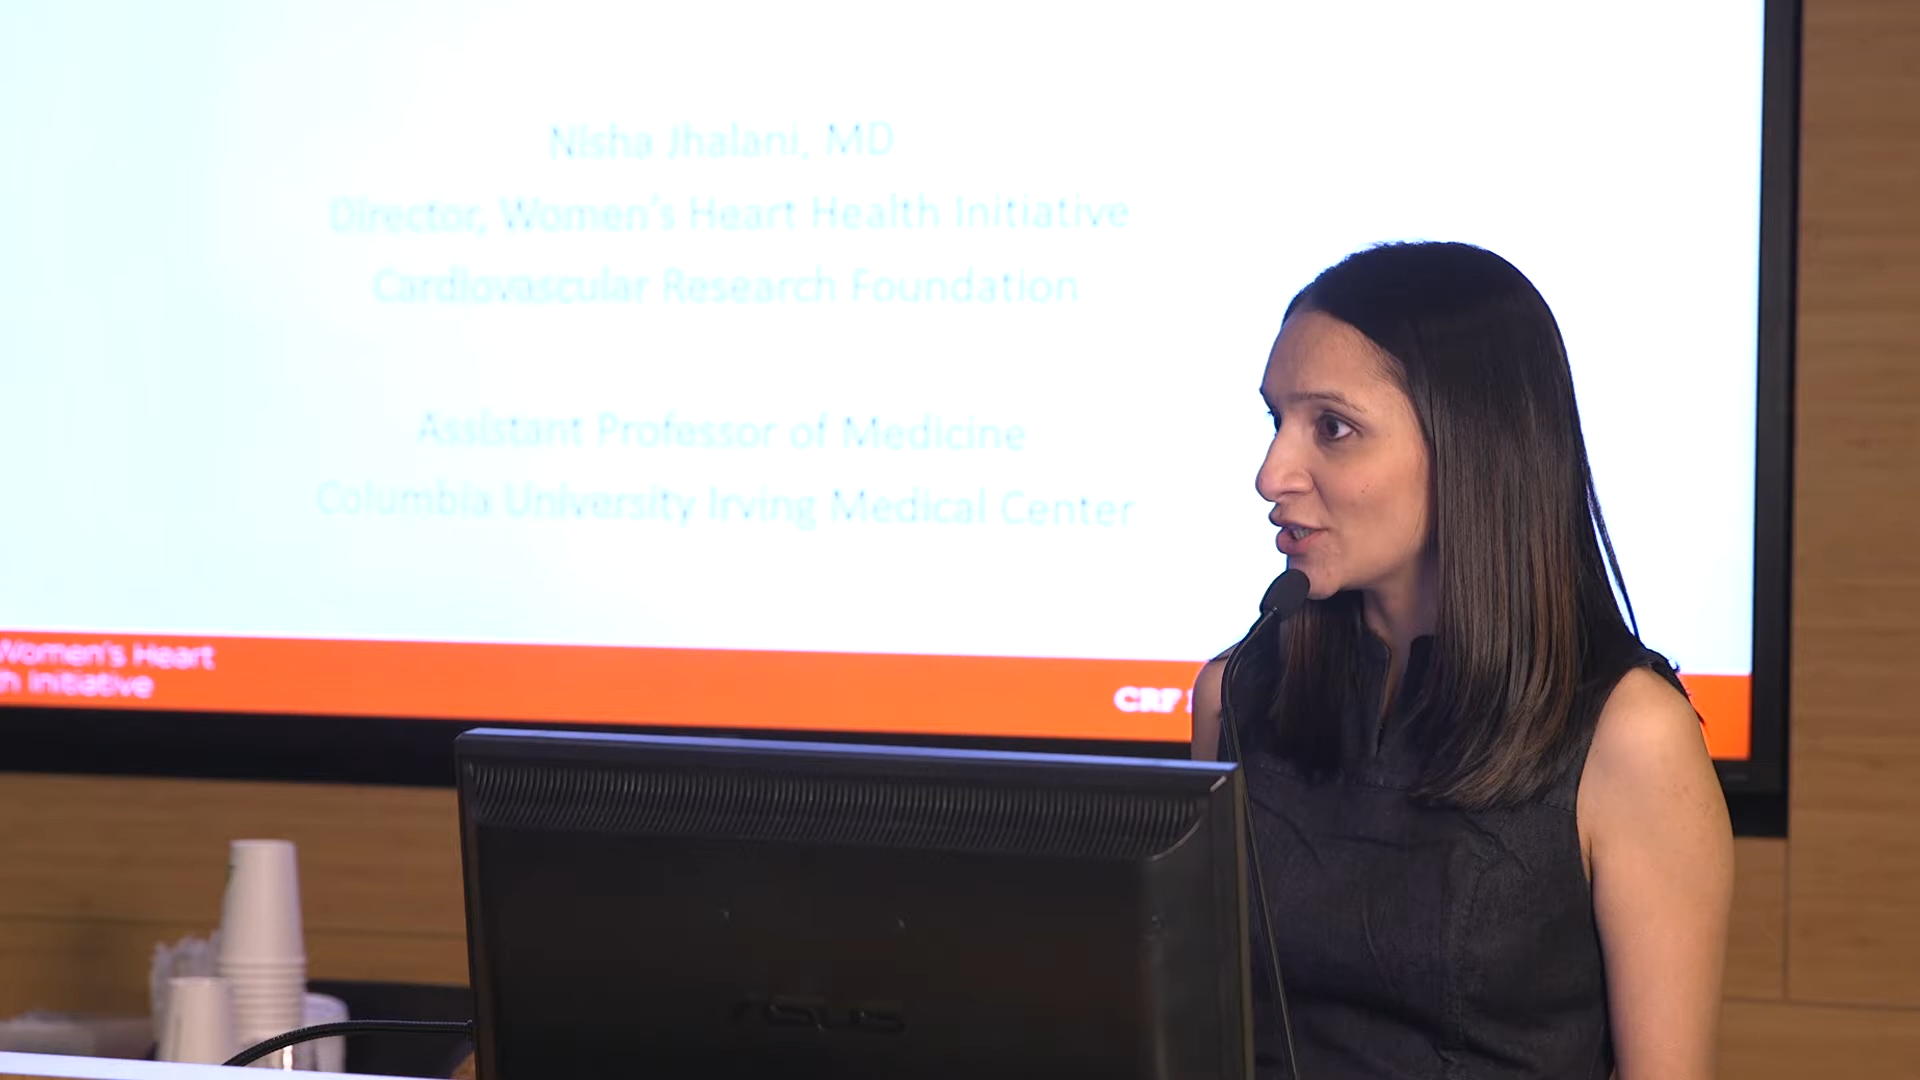 Nisha Jhalani, MD
Director, Women's Heart Health Initiative
Cardiovascular Research Foundation
Assistant Professor of Medicine
Columbia University Irving Medical Center
Women's Heart
Initiative
CRF
ASUS